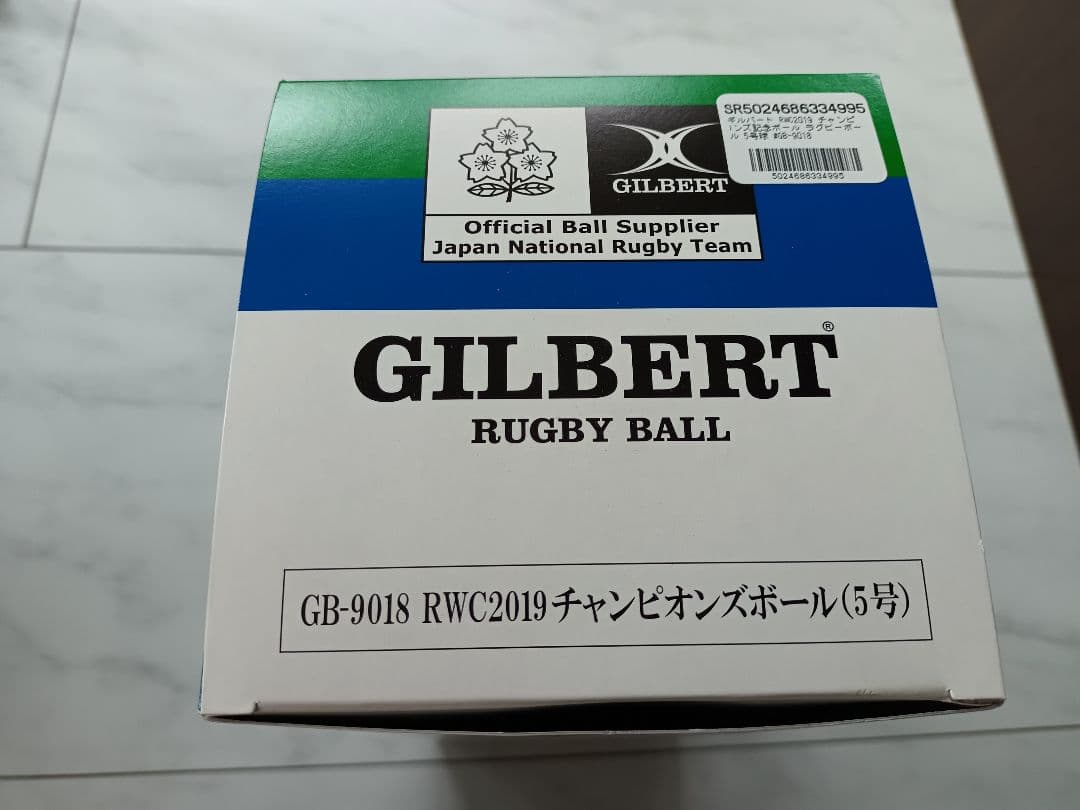 SR5024686334995
ギルバート RWC2019 チャンピ
オンズ記念ボール ラグビーボー
ル 5号球 #GB-9018
5024686334995
GILBERT
Official Ball Supplier
Japan National Rugby Team
GILBERT®
RUGBY BALL
GB-9018 RWC2019チャンピオンズボール(5号)